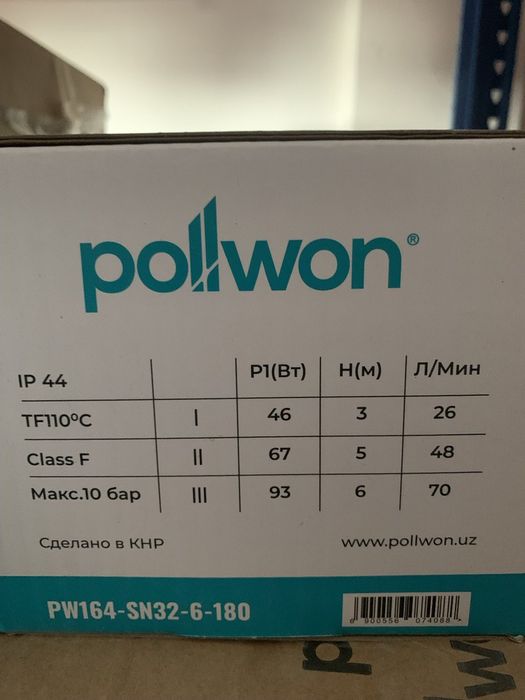 pollwon®
IP 44 P1(Вт) H(м) Л/Мин
TF110°C I 46 3 26
Class F II 67 5 48
Макс.10 бар III 93 6 70
Сделано в КНР www.pollwon.uz
PW164-SN32-6-180